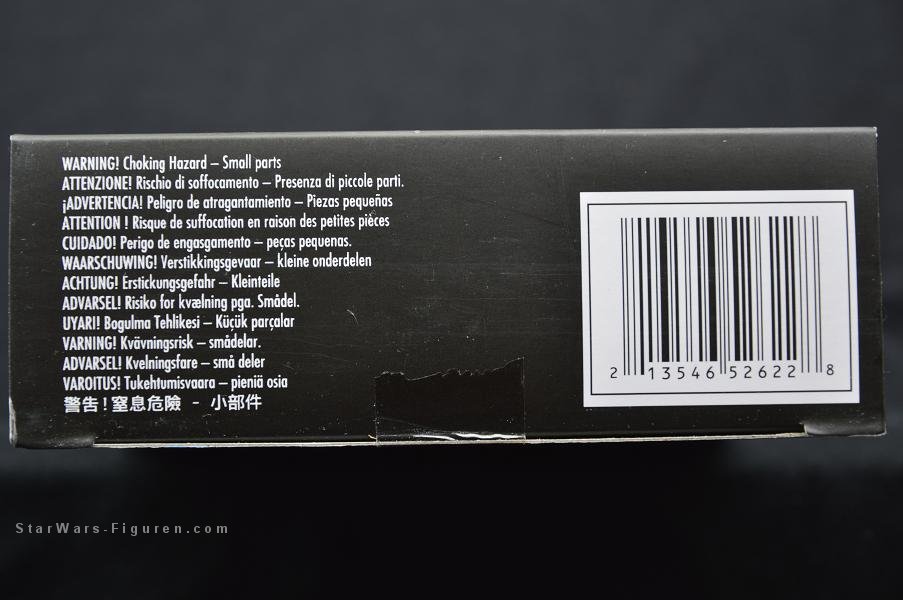 WARNING! Choking Hazard – Small parts
ATTENZIONE! Rischio di soffocamento – Presenza di piccole parti.
¡ADVERTENCIA! Peligro de atragantamiento – Piezas pequeñas
ATTENTION ! Risque de suffocation en raison des petites pièces
CUIDADO! Perigo de engasgamento – peças pequenas.
WAARSCHUWING! Verstikkingsgevaar – kleine onderdelen
ACHTUNG! Erstickungsgefahr – Kleinteile
ADVARSEL! Risiko for kvælning pga. Smådel.
UYARI! Bogulma Tehlikesi – Küçük parçalar
VARNING! Kvävningsrisk – smådelar.
ADVARSEL! Kvelningsfare – små deler
VAROITUS! Tukehtumisvaara – pieniä osia
警告!窒息危險 - 小部件
2 13546 52622 8
StarWars-Figuren.com